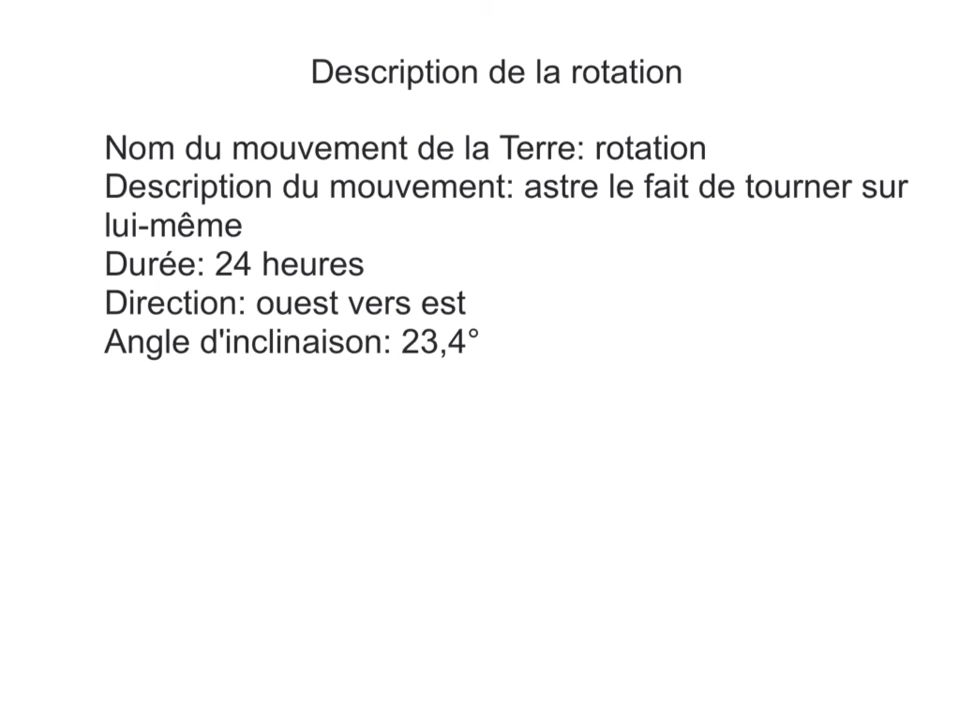 Description de la rotation
Nom du mouvement de la Terre: rotation
Description du mouvement: astre le fait de tourner sur
lui-même
Durée: 24 heures
Direction: ouest vers est
Angle d'inclinaison: 23,4°